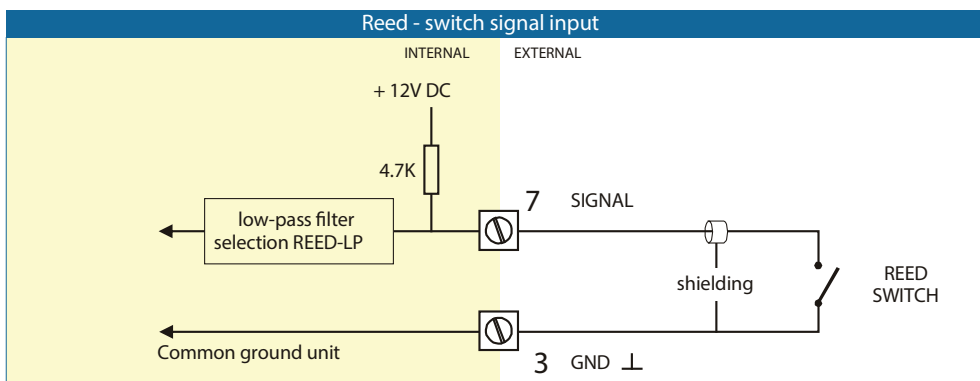 Reed - switch signal input
INTERNAL
EXTERNAL
+ 12V DC
4.7K
7
SIGNAL
low-pass filter
selection REED-LP
shielding
REED
SWITCH
Common ground unit
3
GND ⊥